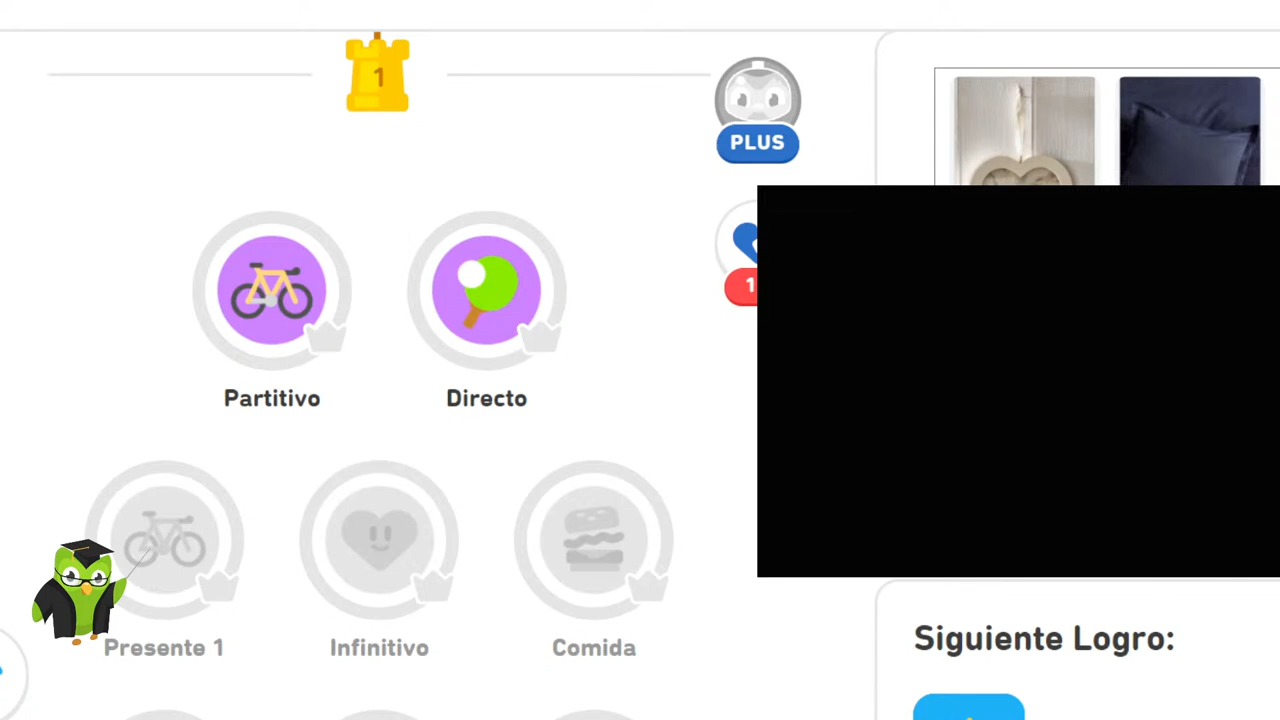 1
PLUS
1
Partitivo
Directo
Presente 1
Infinitivo
Comida
Siguiente Logro: